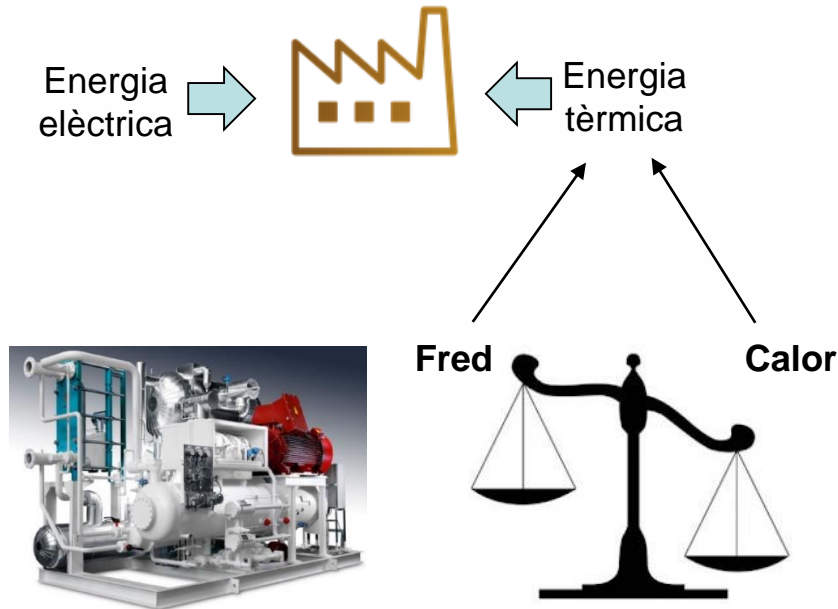 Energia
elèctrica
Energia
tèrmica
Fred
Calor